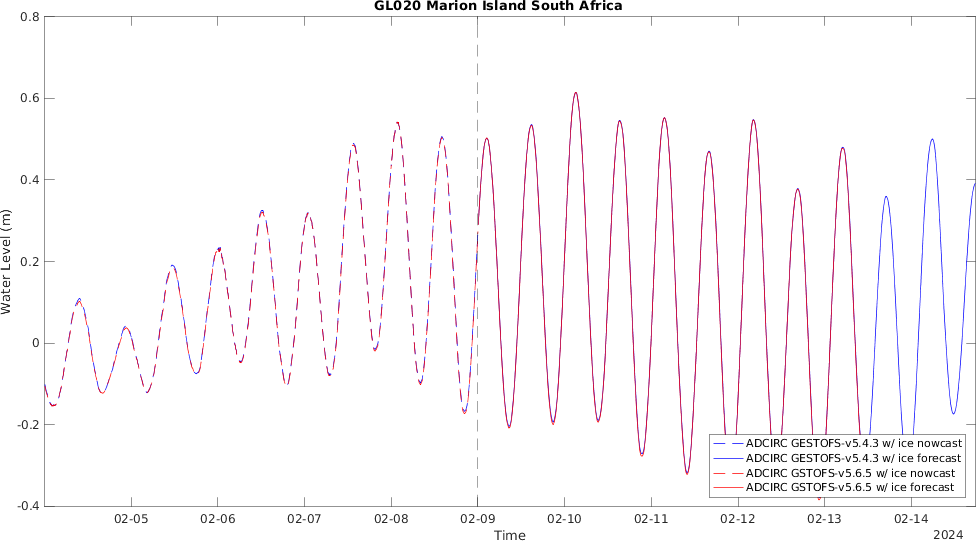 GL020 Marion Island South Africa
0.8
0.6
0.4
0.2
0
-0.2
-0.4
Water Level (m)
ADCIRC GESTOFS-v5.4.3 w/ ice nowcast
ADCIRC GESTOFS-v5.4.3 w/ ice forecast
ADCIRC GSTOFS-v5.6.5 w/ ice nowcast
ADCIRC GSTOFS-v5.6.5 w/ ice forecast
02-05 02-06 02-07 02-08 02-09 02-10 02-11 02-12 02-13 02-14
Time
2024